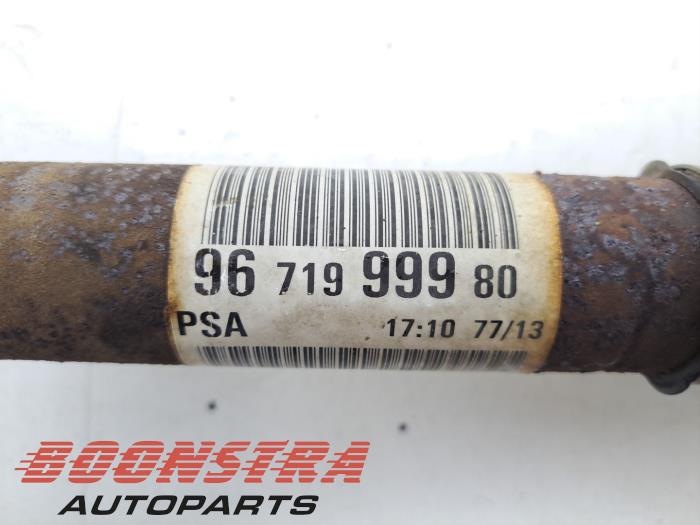 96 719 999 80
PSA 17:10 77/13
BOONSTRA
AUTOPARTS